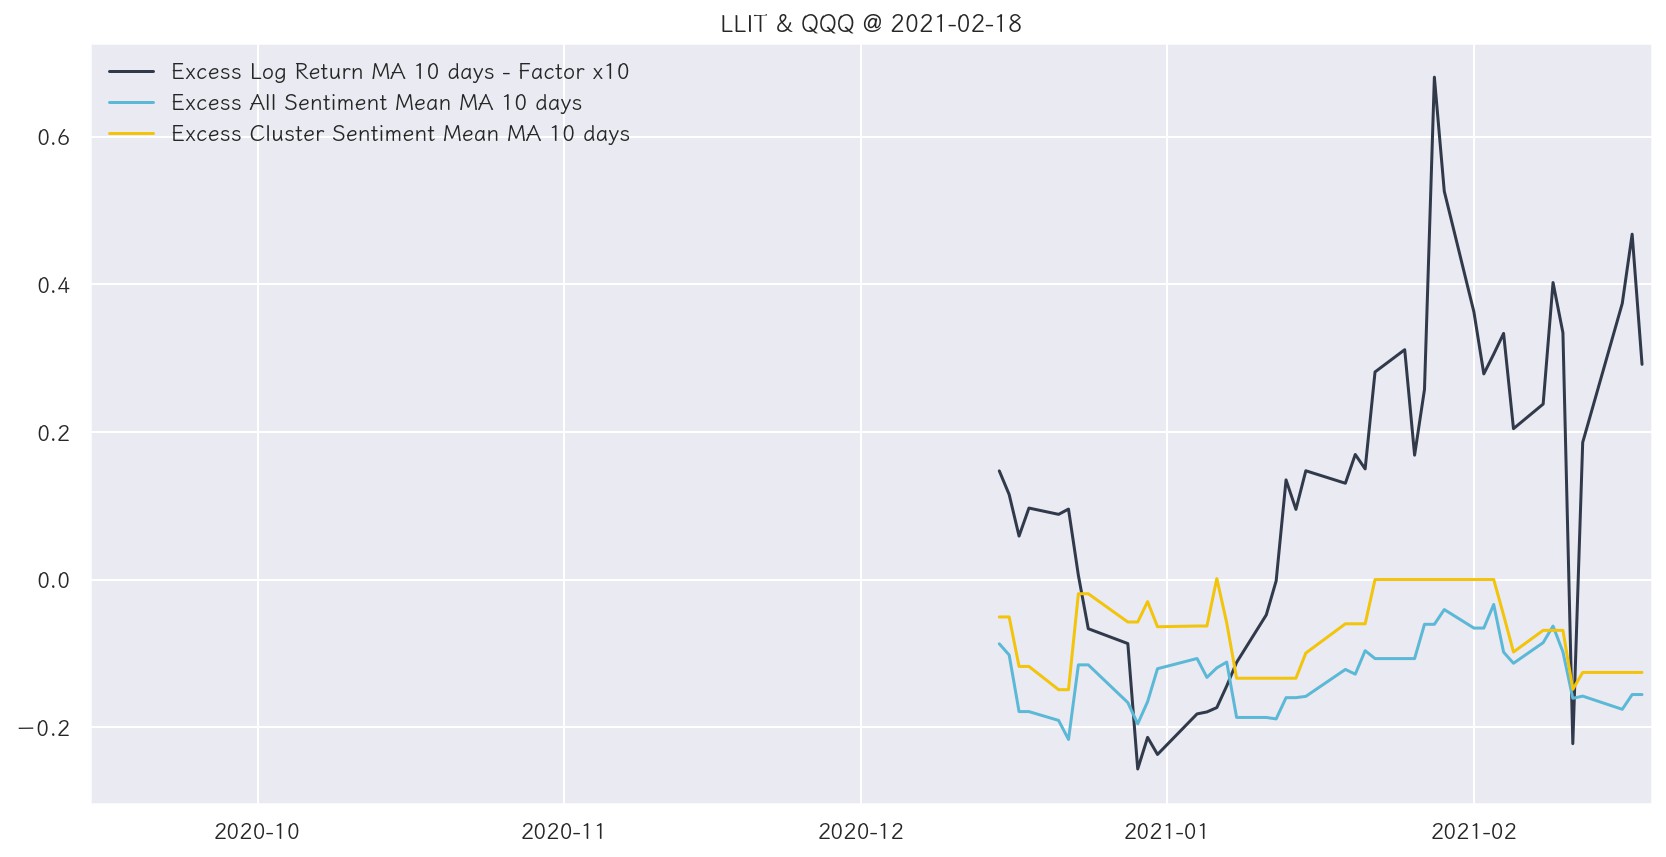 LLIT & QQQ @ 2021-02-18
Excess Log Return MA 10 days - Factor x10
Excess All Sentiment Mean MA 10 days
Excess Cluster Sentiment Mean MA 10 days
0.6
0.4
0.2
0.0
−0.2
2020-10
2020-11
2020-12
2021-01
2021-02